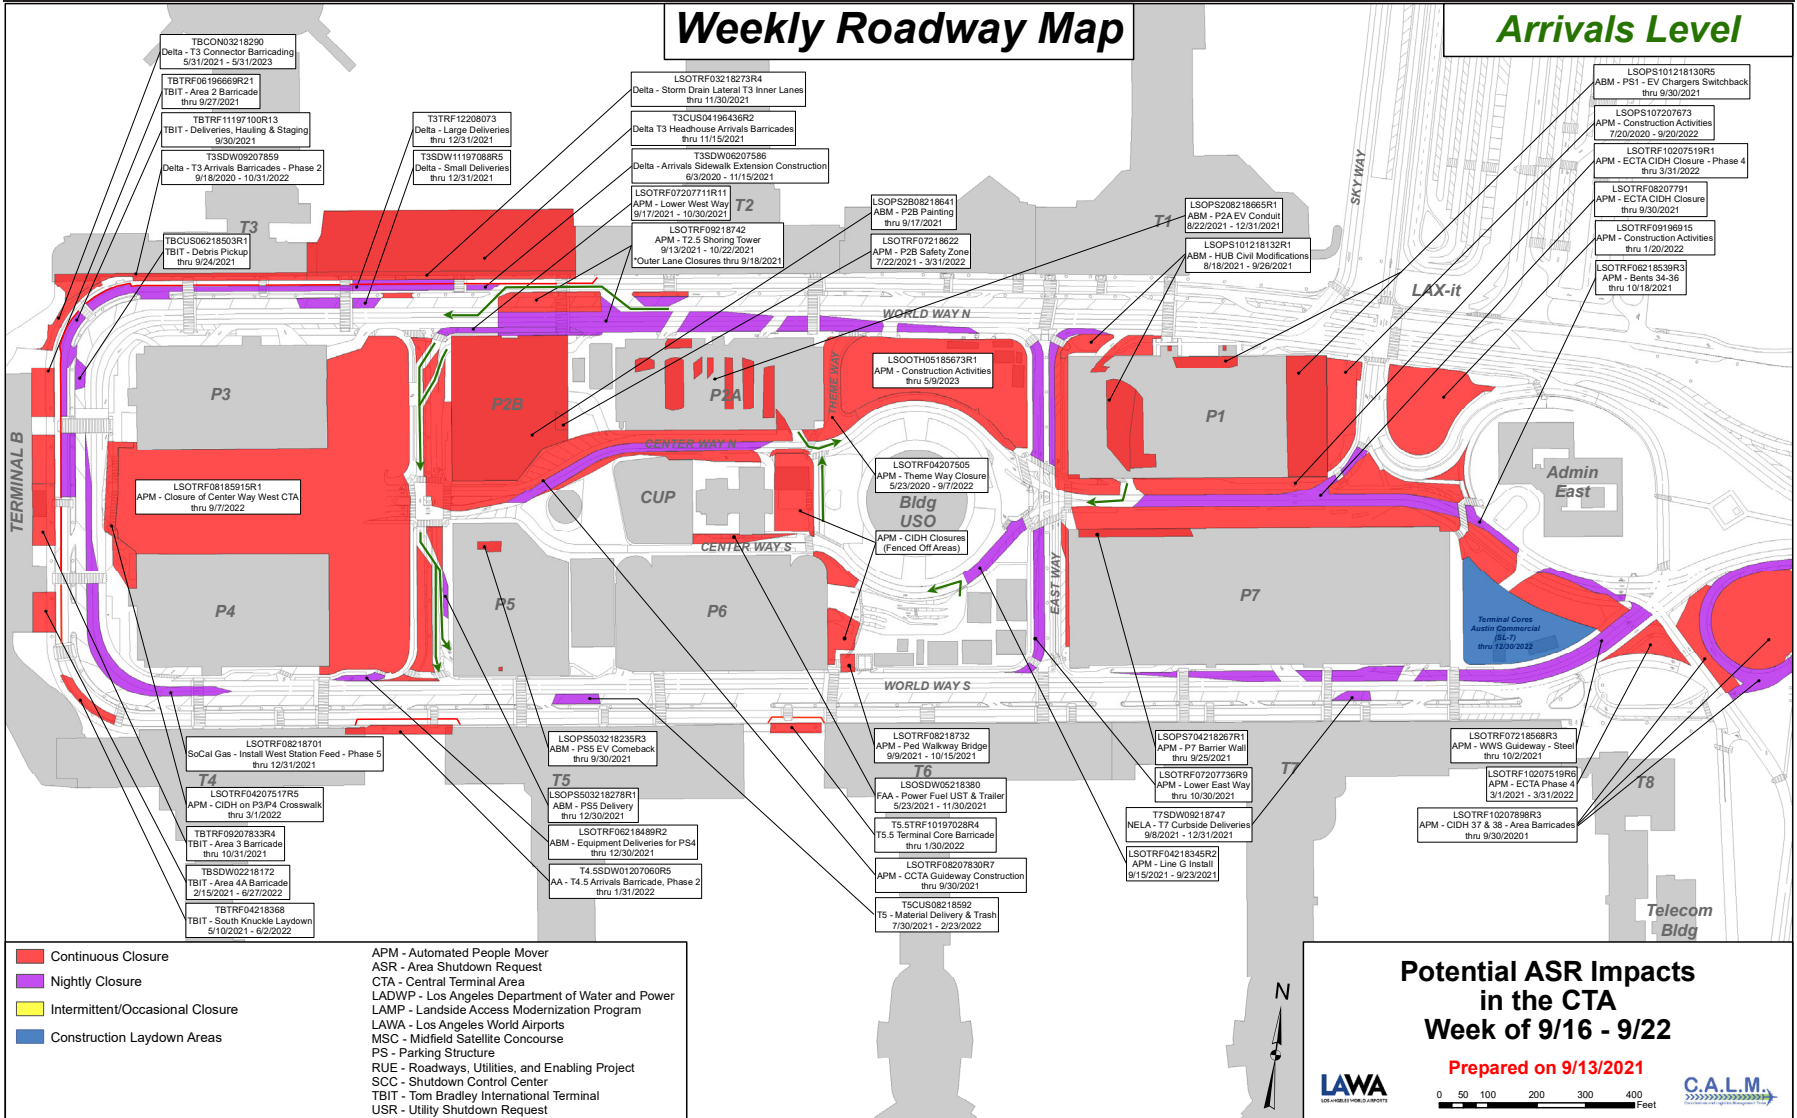 Weekly Roadway Map
Arrivals Level
TBCON03218290
Delta - T3 Connector Barricading
5/31/2021 - 5/31/2023
TBTRF06196669R21
TBIT - Area 2 Barricade
thru 9/27/2021
TBTRF11197100R13
TBIT - Deliveries, Hauling & Staging
9/30/2021
T3SDW09207859
Delta - T3 Arrivals Barricades - Phase 2
9/18/2020 - 10/31/2022
TBCUS06218503R1
TBIT - Debris Pickup
thru 9/24/2021
T3TRF12208073
Delta - Large Deliveries
thru 12/31/2021
T3SDW11197088R5
Delta - Small Deliveries
thru 12/31/2021
LSOTRF03218273R4
Delta - Storm Drain Lateral T3 Inner Lanes
thru 11/30/2021
T3CUS04196436R2
Delta T3 Headhouse Arrivals Barricades
thru 11/15/2021
T3SDW06207586
Delta - Arrivals Sidewalk Extension Construction
6/3/2020 - 11/15/2021
LSOTRF07207711R11
APM - Lower West Way
9/17/2021 - 10/30/2021
LSOTRF09218742
APM - T2.5 Shoring Tower
9/13/2021 - 10/22/2021
*Outer Lane Closures thru 9/18/2021
LSOPS2B08218641
ABM - P2B Painting
thru 9/17/2021
LSOTRF07218622
APM - P2B Safety Zone
7/22/2021 - 3/31/2022
LSOPS208218665R1
ABM - P2A EV Conduit
8/22/2021 - 12/31/2021
LSOPS101218132R1
ABM - HUB Civil Modifications
8/18/2021 - 9/26/2021
LSOPS101218130R5
ABM - PS1 - EV Chargers Switchback
thru 9/30/2021
LSOPS107207673
APM - Construction Activities
7/20/2020 - 9/20/2022
LSOTRF10207519R1
APM - ECTA CIDH Closure - Phase 4
thru 3/31/2022
LSOTRF08207791
APM - ECTA CIDH Closure
thru 9/30/2021
LSOTRF09196915
APM - Construction Activities
thru 1/20/2022
LSOTRF06218539R3
APM - Bents 34-36
thru 10/18/2021
T3
T2
T1
SKY WAY
LAX-it
WORLD WAY N
TERMINAL B
P3
P2B
P2A
THEME WAY
LSOOTH05185673R1
APM - Construction Activities
thru 5/9/2023
P1
CENTER WAY N
LSOTRF08185915R1
APM - Closure of Center Way West CTA
thru 9/7/2022
CUP
LSOTRF04207505
APM - Theme Way Closure
5/23/2020 - 9/7/2022
Bldg
USO
APM - CIDH Closures
(Fenced Off Areas)
CENTER WAY S
Admin
East
EAST WAY
P4
P5
P6
P7
Terminal Cores
Austin Commercial
(SL-7)
thru 12/30/2022
WORLD WAY S
LSOTRF08218701
SoCal Gas - Install West Station Feed - Phase 5
thru 12/31/2021
T4
LSOTRF04207517R5
APM - CIDH on P3/P4 Crosswalk
thru 3/1/2022
TBTRF09207833R4
TBIT - Area 3 Barricade
thru 10/31/2021
TBSDW02218172
TBIT - Area 4A Barricade
2/15/2021 - 6/27/2022
TBTRF04218368
TBIT - South Knuckle Laydown
5/10/2021 - 6/2/2022
LSOPS503218235R3
ABM - PS5 EV Comeback
thru 9/30/2021
T5
LSOPS503218278R1
ABM - PS5 Delivery
thru 12/30/2021
LSOTRF06218489R2
ABM - Equipment Deliveries for PS4
thru 12/30/2021
T4.5SDW01207060R5
AA - T4.5 Arrivals Barricade, Phase 2
thru 1/31/2022
LSOTRF08218732
APM - Ped Walkway Bridge
9/9/2021 - 10/15/2021
T6
LSOSDW05218380
FAA - Power Fuel UST & Trailer
5/23/2021 - 11/30/2021
T5.5TRF10197028R4
T5.5 Terminal Core Barricade
thru 1/30/2022
LSOTRF08207830R7
APM - CCTA Guideway Construction
thru 9/30/2021
T5CUS08218592
T5 - Material Delivery & Trash
7/30/2021 - 2/23/2022
LSOPS704218267R1
APM - P7 Barrier Wall
thru 9/25/2021
LSOTRF07207736R9
APM - Lower East Way
thru 10/30/2021
T7
T7SDW09218747
NELA - T7 Curbside Deliveries
9/8/2021 - 12/31/2021
LSOTRF04218345R2
APM - Line G Install
9/15/2021 - 9/23/2021
LSOTRF07218568R3
APM - WWS Guideway - Steel
thru 10/2/2021
LSOTRF10207519R6
APM - ECTA Phase 4
3/1/2021 - 3/31/2022
LSOTRF10207898R3
APM - CIDH 37 & 38 - Area Barricades
thru 9/30/20201
T8
Telecom
Bldg
Continuous Closure
Nightly Closure
Intermittent/Occasional Closure
Construction Laydown Areas
APM - Automated People Mover
ASR - Area Shutdown Request
CTA - Central Terminal Area
LADWP - Los Angeles Department of Water and Power
LAMP - Landside Access Modernization Program
LAWA - Los Angeles World Airports
MSC - Midfield Satellite Concourse
PS - Parking Structure
RUE - Roadways, Utilities, and Enabling Project
SCC - Shutdown Control Center
TBIT - Tom Bradley International Terminal
USR - Utility Shutdown Request
N
Potential ASR Impacts
in the CTA
Week of 9/16 - 9/22
Prepared on 9/13/2021
LAWA
LOS ANGELES WORLD AIRPORTS
0 50 100 200 300 400
Feet
C.A.L.M.